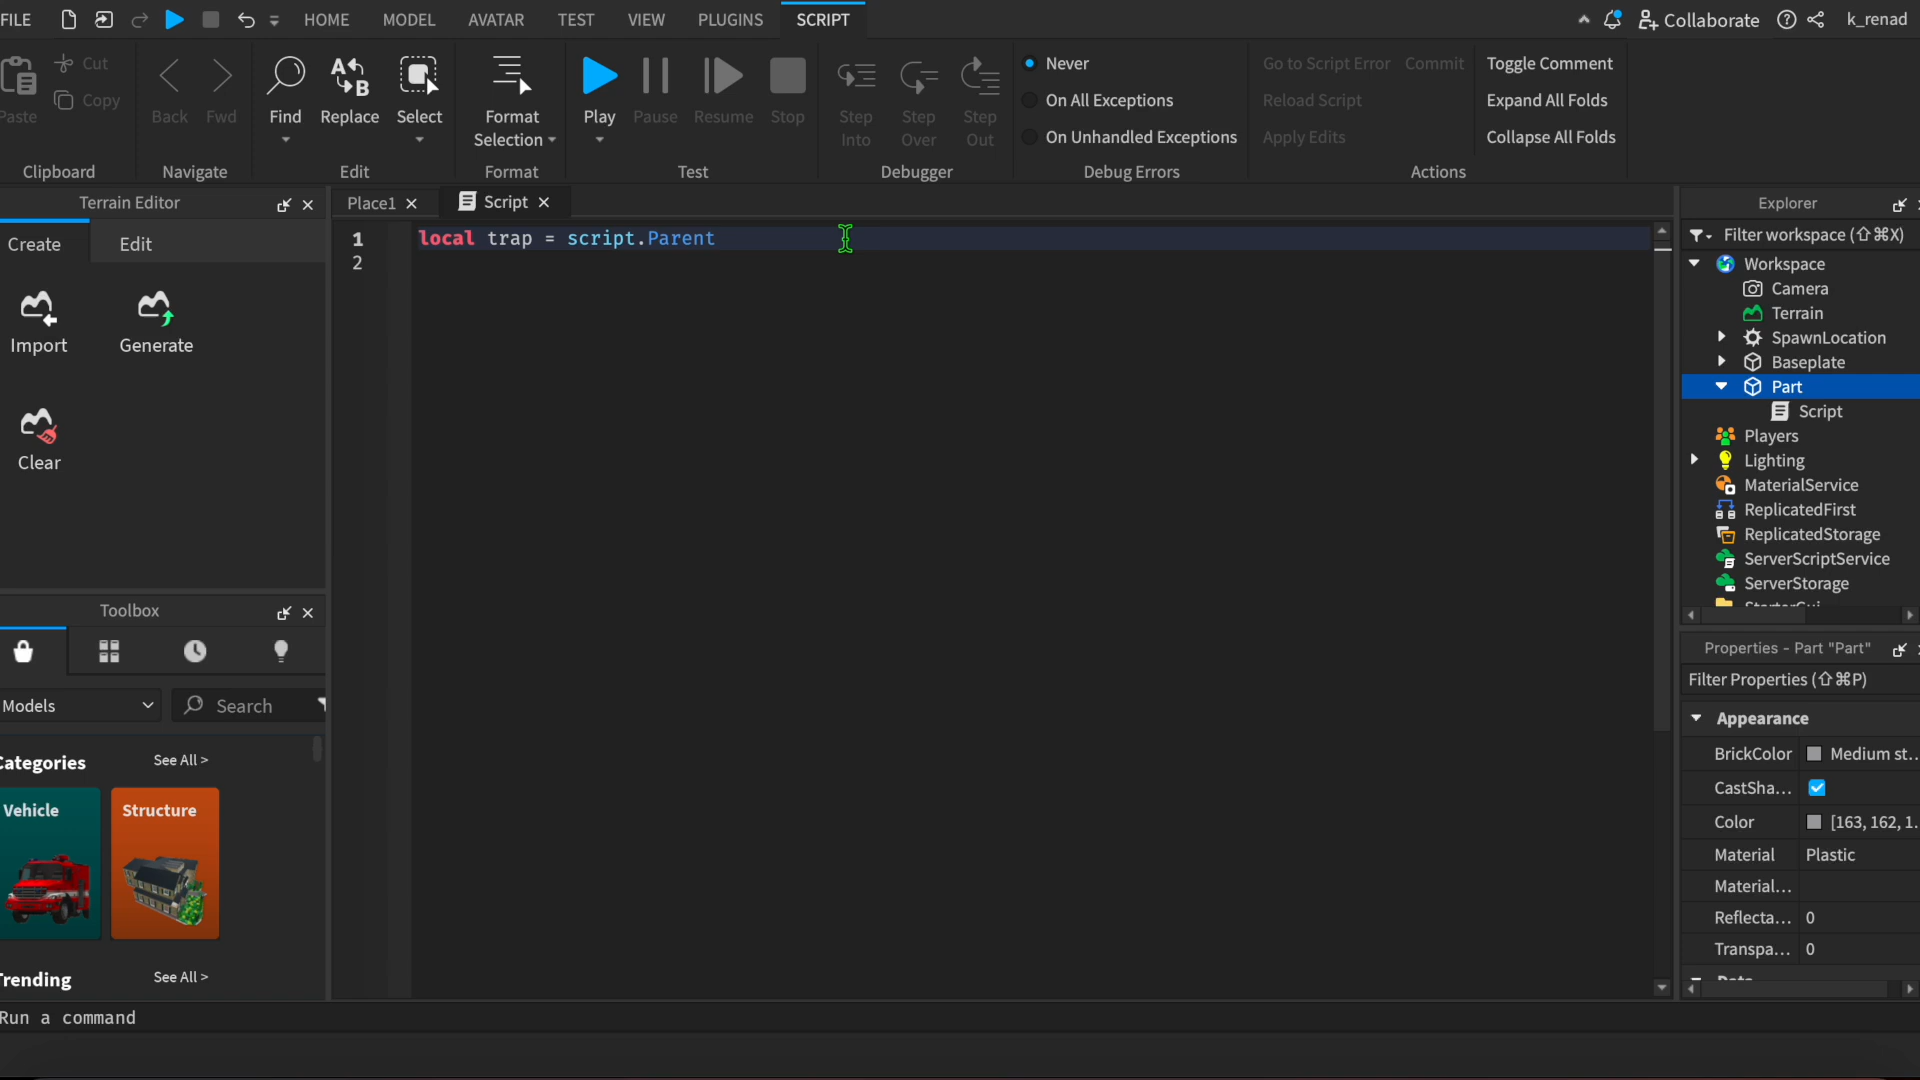 FILE
HOME
MODEL
AVATAR
TEST
VIEW
PLUGINS
SCRIPT
Collaborate
k_renad
Paste
Cut
Copy
Clipboard
Back
Fwd
Navigate
Find
Replace
Select
Edit
Format
Selection
Format
Play
Pause
Resume
Stop
Test
Step
Into
Step
Over
Step
Out
Debugger
Never
On All Exceptions
On Unhandled Exceptions
Debug Errors
Go to Script Error
Commit
Reload Script
Apply Edits
Toggle Comment
Expand All Folds
Collapse All Folds
Actions
Terrain Editor
Create
Edit
Import
Generate
Clear
Toolbox
Models
Search
Categories
See All >
Vehicle
Structure
Trending
See All >
Place1
Script
1 local trap = script.Parent
2
Explorer
Filter workspace (⇧⌘X)
Workspace
Camera
Terrain
SpawnLocation
Baseplate
Part
Script
Players
Lighting
MaterialService
ReplicatedFirst
ReplicatedStorage
ServerScriptService
ServerStorage
StarterGui
Properties - Part "Part"
Filter Properties (⇧⌘P)
Appearance
BrickColor Medium st...
CastSha...
Color [163, 162, 1...
Material Plastic
Material...
Reflecta... 0
Transpa... 0
Data
Run a command